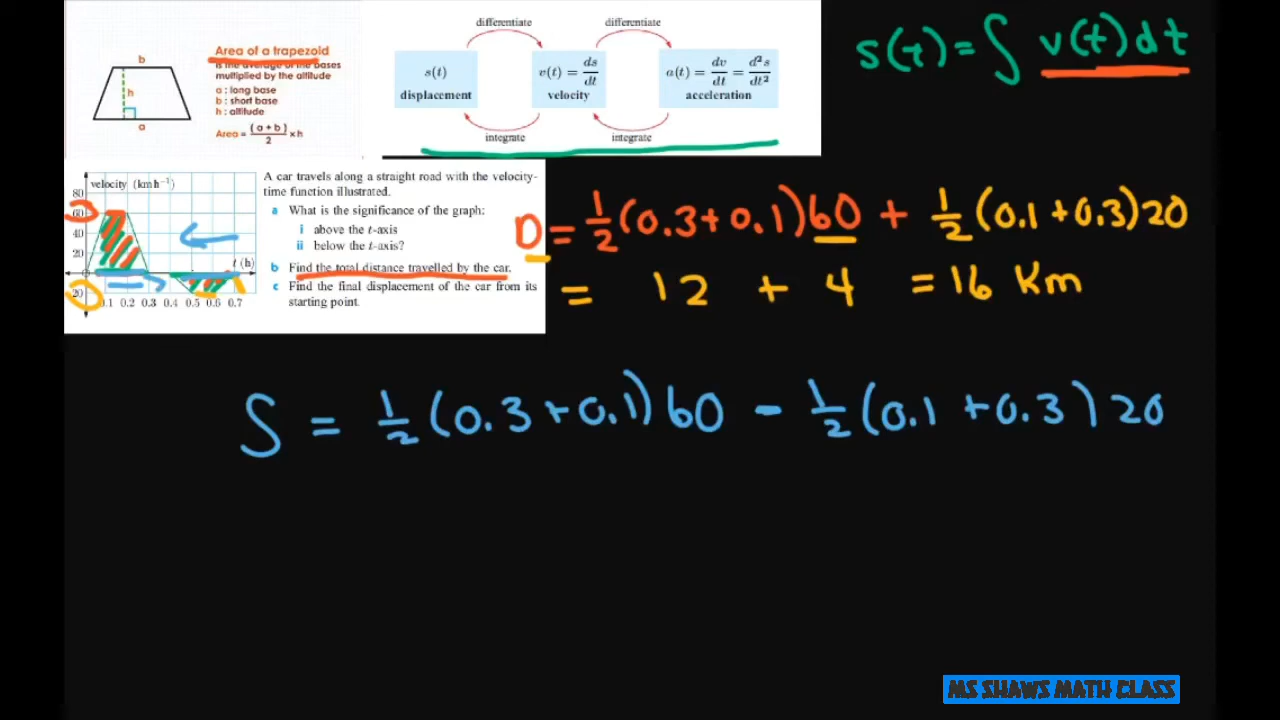 Area of a trapezoid
is the average of the bases
multiplied by the altitude
a : long base
b : short base
h : altitude
Area = (a + b)/2 × h
b
h
a
differentiate differentiate
s(t)
displacement
v(t) = ds/dt
velocity
a(t) = dv/dt = d²s/dt²
acceleration
integrate integrate
s(t) = ∫ v(t) dt
velocity (km h⁻¹)
80
60
40
20
t (h)
20
0.1 0.2 0.3 0.4 0.5 0.6 0.7
A car travels along a straight road with the velocity-
time function illustrated.
a What is the significance of the graph:
i above the t-axis
ii below the t-axis?
b Find the total distance travelled by the car.
c Find the final displacement of the car from its
starting point.
D = 1/2 (0.3 + 0.1) 60 + 1/2 (0.1 + 0.3) 20
= 12 + 4 = 16 Km
S = 1/2 (0.3 + 0.1) 60 - 1/2 (0.1 + 0.3) 20
MS SHAWS MATH CLASS